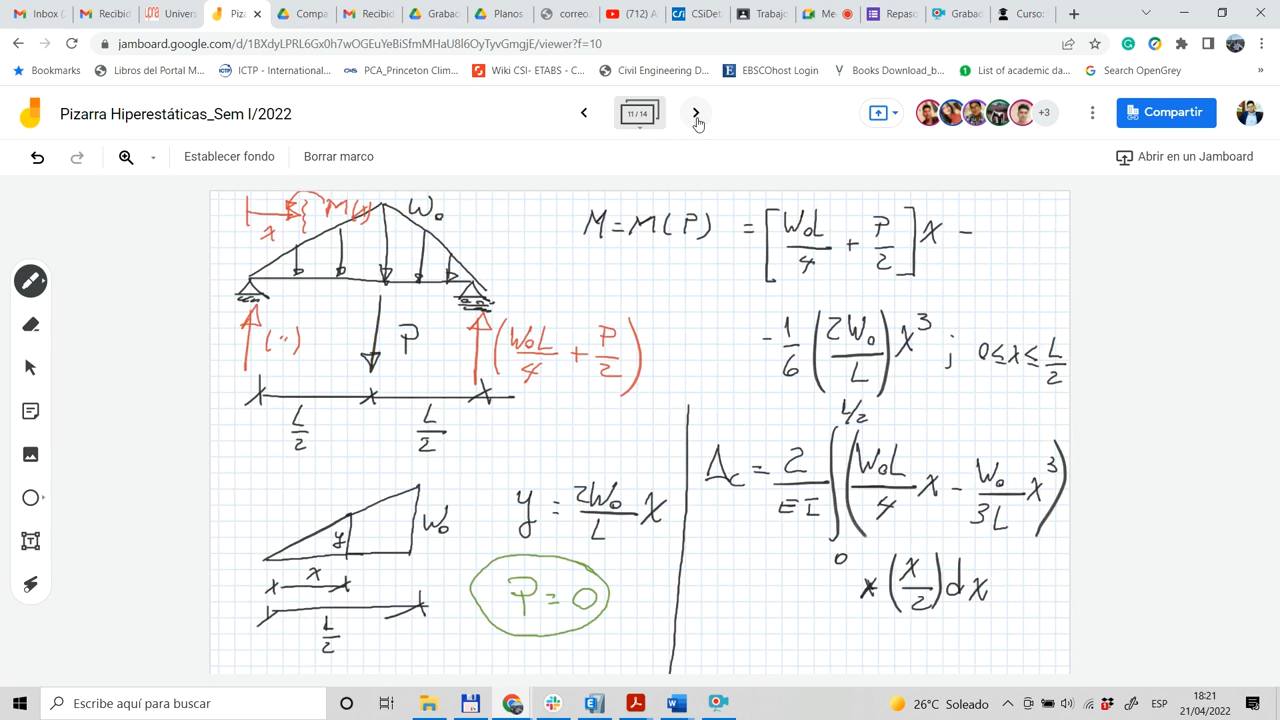 Inbox (
Recibid
Univers
Piza
Compa
Recibid
Grabac
Planos
correo.
(712) A
CSiDet
Trabaje
Me
Repaso
Grabad
Curso:
jamboard.google.com/d/1BXdyLPRL6Gx0h7wOGEuYeBiSfmVKHaU8l6OyTyvGmgjE/viewer?f=10
Bookmarks
Libros del Portal M...
ICTP - International...
PCA_Princeton Clim...
Wiki CSI- ETABS - C...
Civil Engineering D...
EBSCOhost Login
Books Download_b...
List of academic da...
Search OpenGrey
»
Pizarra Hiperestáticas_Sem I/2022
11 / 14
+3
Compartir
Establecer fondo
Borrar marco
Abrir en un Jamboard
x M(x) W₀
M = M(P) = [W₀L/4 + P/2] x -
- 1/6 (2W₀/L) x³ ; 0≤x≤L/2
(··) P (W₀L/4 + P/2)
L/2 L/2
Δc = 2/EI ∫₀^L/2 (W₀L/4 x - W₀/3L x³)
* (x/2) dx
y W₀
x
L/2
y = 2W₀/L x
P = 0
Escribe aquí para buscar
26°C Soleado
ESP
18:21
21/04/2022